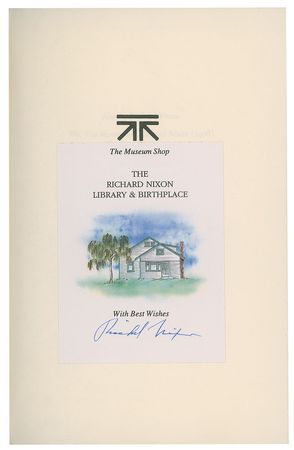 The Museum Shop
THE
RICHARD NIXON
LIBRARY & BIRTHPLACE
With Best Wishes
Richard Nixon